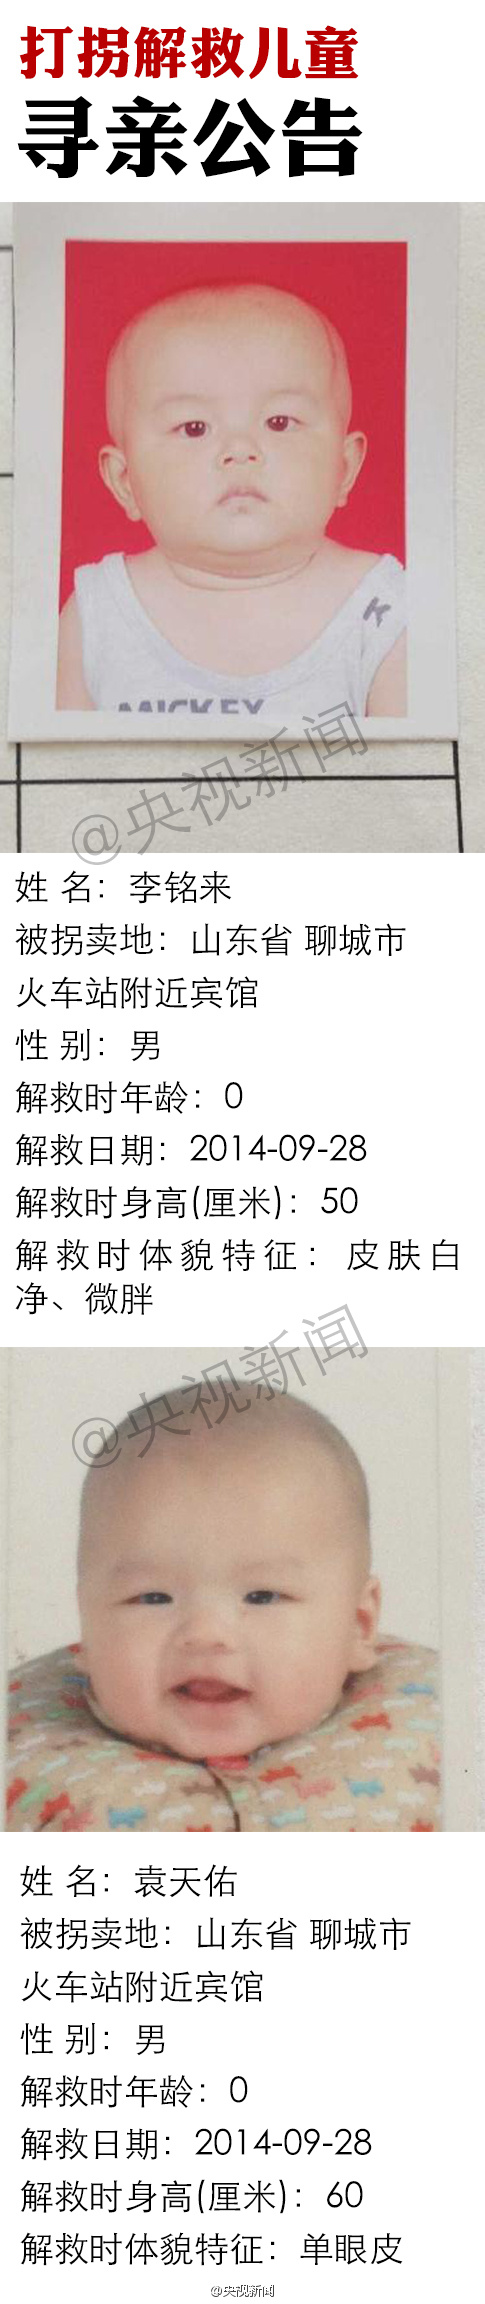 打拐解救儿童
寻亲公告
MICKEY
@央视新闻
姓 名：李铭来
被拐卖地：山东省 聊城市
火车站附近宾馆
性 别：男
解救时年龄：0
解救日期：2014-09-28
解救时身高(厘米)：50
解救时体貌特征：皮肤白
净、微胖
@央视新闻
姓 名：袁天佑
被拐卖地：山东省 聊城市
火车站附近宾馆
性 别：男
解救时年龄：0
解救日期：2014-09-28
解救时身高(厘米)：60
解救时体貌特征：单眼皮
@央视新闻